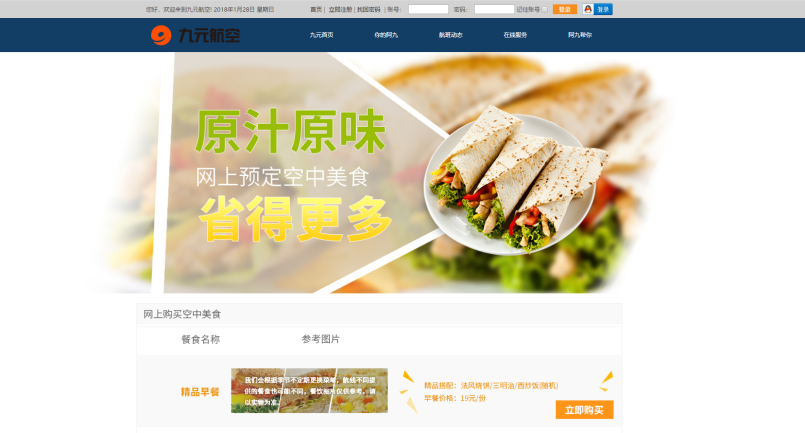 您好，欢迎来到九元航空! 2018年1月28日 星期日
首页 | 立即注册 | 找回密码 | 账号: 密码: 记住账号 登录 登录
九元航空
九元首页 你的阿九 航班动态 在线服务 阿九帮你
原汁原味
网上预定空中美食
省得更多
网上购买空中美食
餐食名称 参考图片
精品早餐
我们会根据季节不定期更换菜单，航线不同提
供的餐食也可能不同，餐饮图片仅供参考，请
以实物为准。
精品搭配：法风烧饼/三明治/西炒饭(随机)
早餐价格：19元/份
立即购买